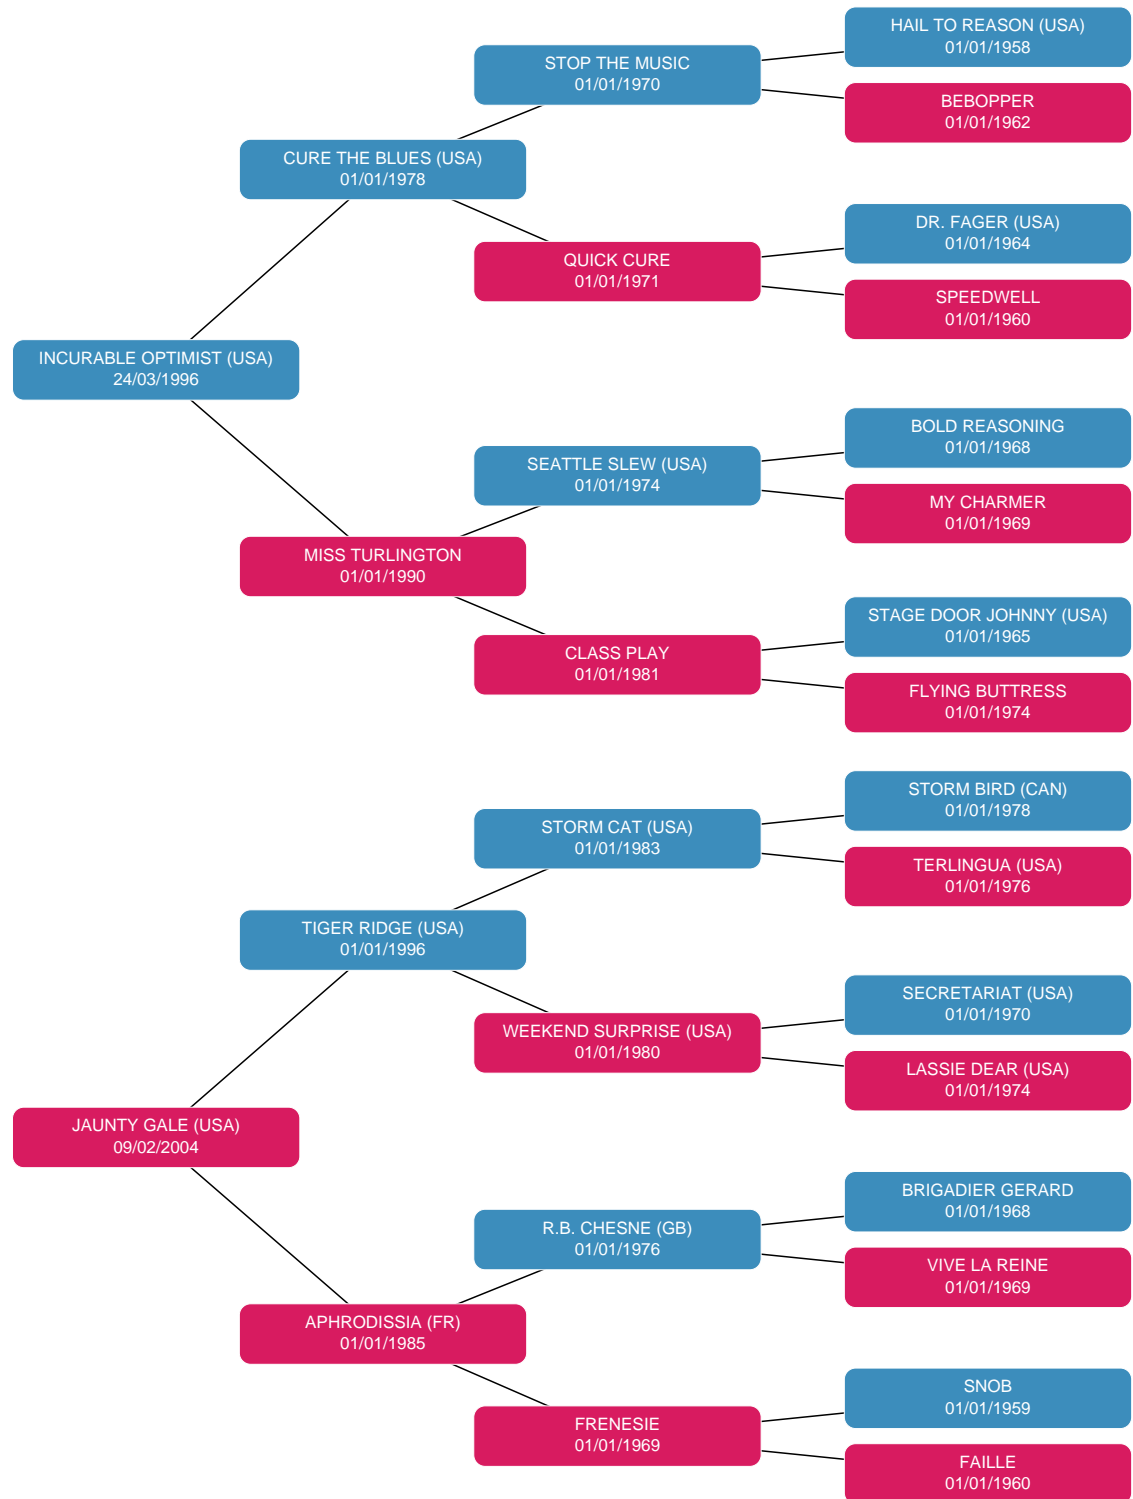 HAIL TO REASON (USA)
01/01/1958
STOP THE MUSIC
01/01/1970
BEBOPPER
01/01/1962
CURE THE BLUES (USA)
01/01/1978
DR. FAGER (USA)
01/01/1964
QUICK CURE
01/01/1971
SPEEDWELL
01/01/1960
INCURABLE OPTIMIST (USA)
24/03/1996
BOLD REASONING
01/01/1968
SEATTLE SLEW (USA)
01/01/1974
MY CHARMER
01/01/1969
MISS TURLINGTON
01/01/1990
STAGE DOOR JOHNNY (USA)
01/01/1965
CLASS PLAY
01/01/1981
FLYING BUTTRESS
01/01/1974
STORM BIRD (CAN)
01/01/1978
STORM CAT (USA)
01/01/1983
TERLINGUA (USA)
01/01/1976
TIGER RIDGE (USA)
01/01/1996
SECRETARIAT (USA)
01/01/1970
WEEKEND SURPRISE (USA)
01/01/1980
LASSIE DEAR (USA)
01/01/1974
JAUNTY GALE (USA)
09/02/2004
BRIGADIER GERARD
01/01/1968
R.B. CHESNE (GB)
01/01/1976
VIVE LA REINE
01/01/1969
APHRODISSIA (FR)
01/01/1985
SNOB
01/01/1959
FRENESIE
01/01/1969
FAILLE
01/01/1960